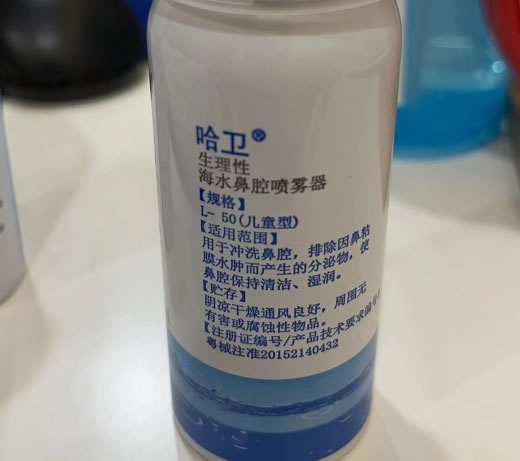 哈卫®
生理性
海水鼻腔喷雾器
【规格】
L- 50(儿童型)
【适用范围】
用于冲洗鼻腔，排除因鼻粘
膜水肿而产生的分泌物，使
鼻腔保持清洁、湿润。
【贮存】
阴凉干燥通风良好，周围无
有害或腐蚀性物品。
【注册证编号/产品技术要求编号】
粤械注准20152140432